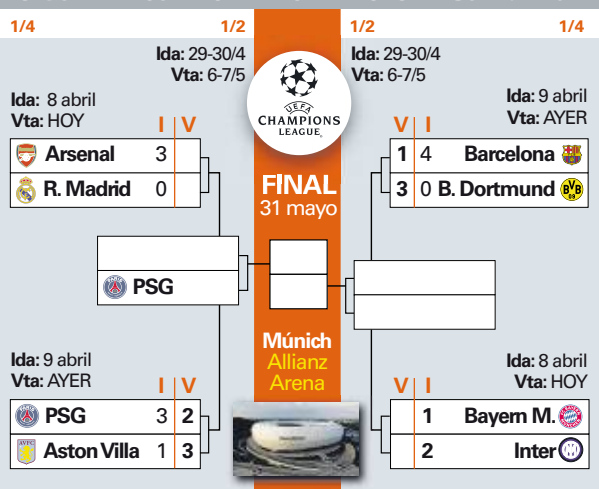 1/4
1/2
1/2
1/4
Ida: 29-30/4
Vta: 6-7/5
Ida: 29-30/4
Vta: 6-7/5
UEFA
CHAMPIONS
LEAGUE
Ida: 8 abril
Vta: HOY
I V
Arsenal 3
R. Madrid 0
Ida: 9 abril
Vta: AYER
V I
1 4 Barcelona
3 0 B. Dortmund
BVB
09
FINAL
31 mayo
PSG
Múnich
Allianz
Arena
Ida: 9 abril
Vta: AYER
I V
PSG 3 2
Aston Villa 1 3
AVFC
Ida: 8 abril
Vta: HOY
V I
1 Bayern M.
2 Inter